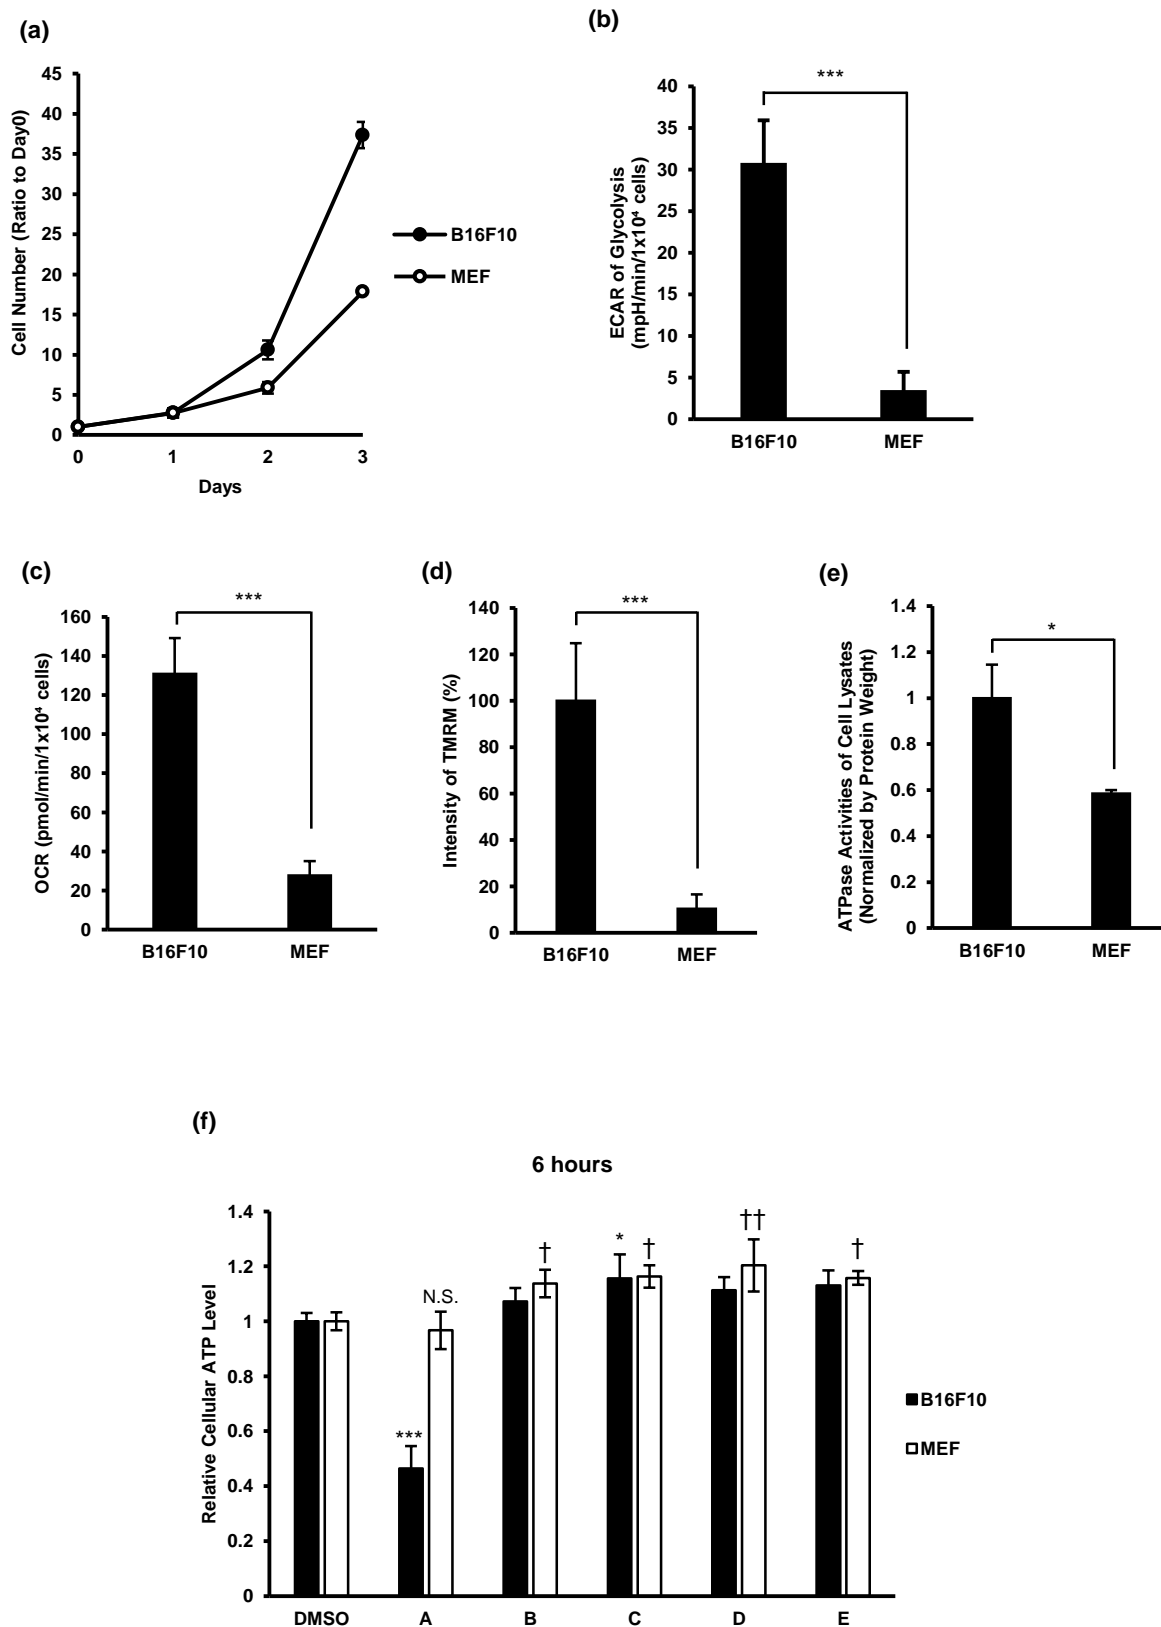 (a)
45
40
35
30
25
20
15
10
5
0
Cell Number (Ratio to Day0)
0 1 2 3
Days
B16F10
MEF
(b)
***
40
35
30
25
20
15
10
5
0
ECAR of Glycolysis
(mpH/min/1x10⁴ cells)
B16F10 MEF
(c)
***
160
140
120
100
80
60
40
20
0
OCR (pmol/min/1x10⁴ cells)
B16F10 MEF
(d)
***
140
120
100
80
60
40
20
0
Intensity of TMRM (%)
B16F10 MEF
(e)
*
1.4
1.2
1
0.8
0.6
0.4
0.2
0
ATPase Activities of Cell Lysates
(Normalized by Protein Weight)
B16F10 MEF
(f)
6 hours
1.4
1.2
1
0.8
0.6
0.4
0.2
0
Relative Cellular ATP Level
*** N.S. † * † †† †
DMSO A B C D E
B16F10
MEF